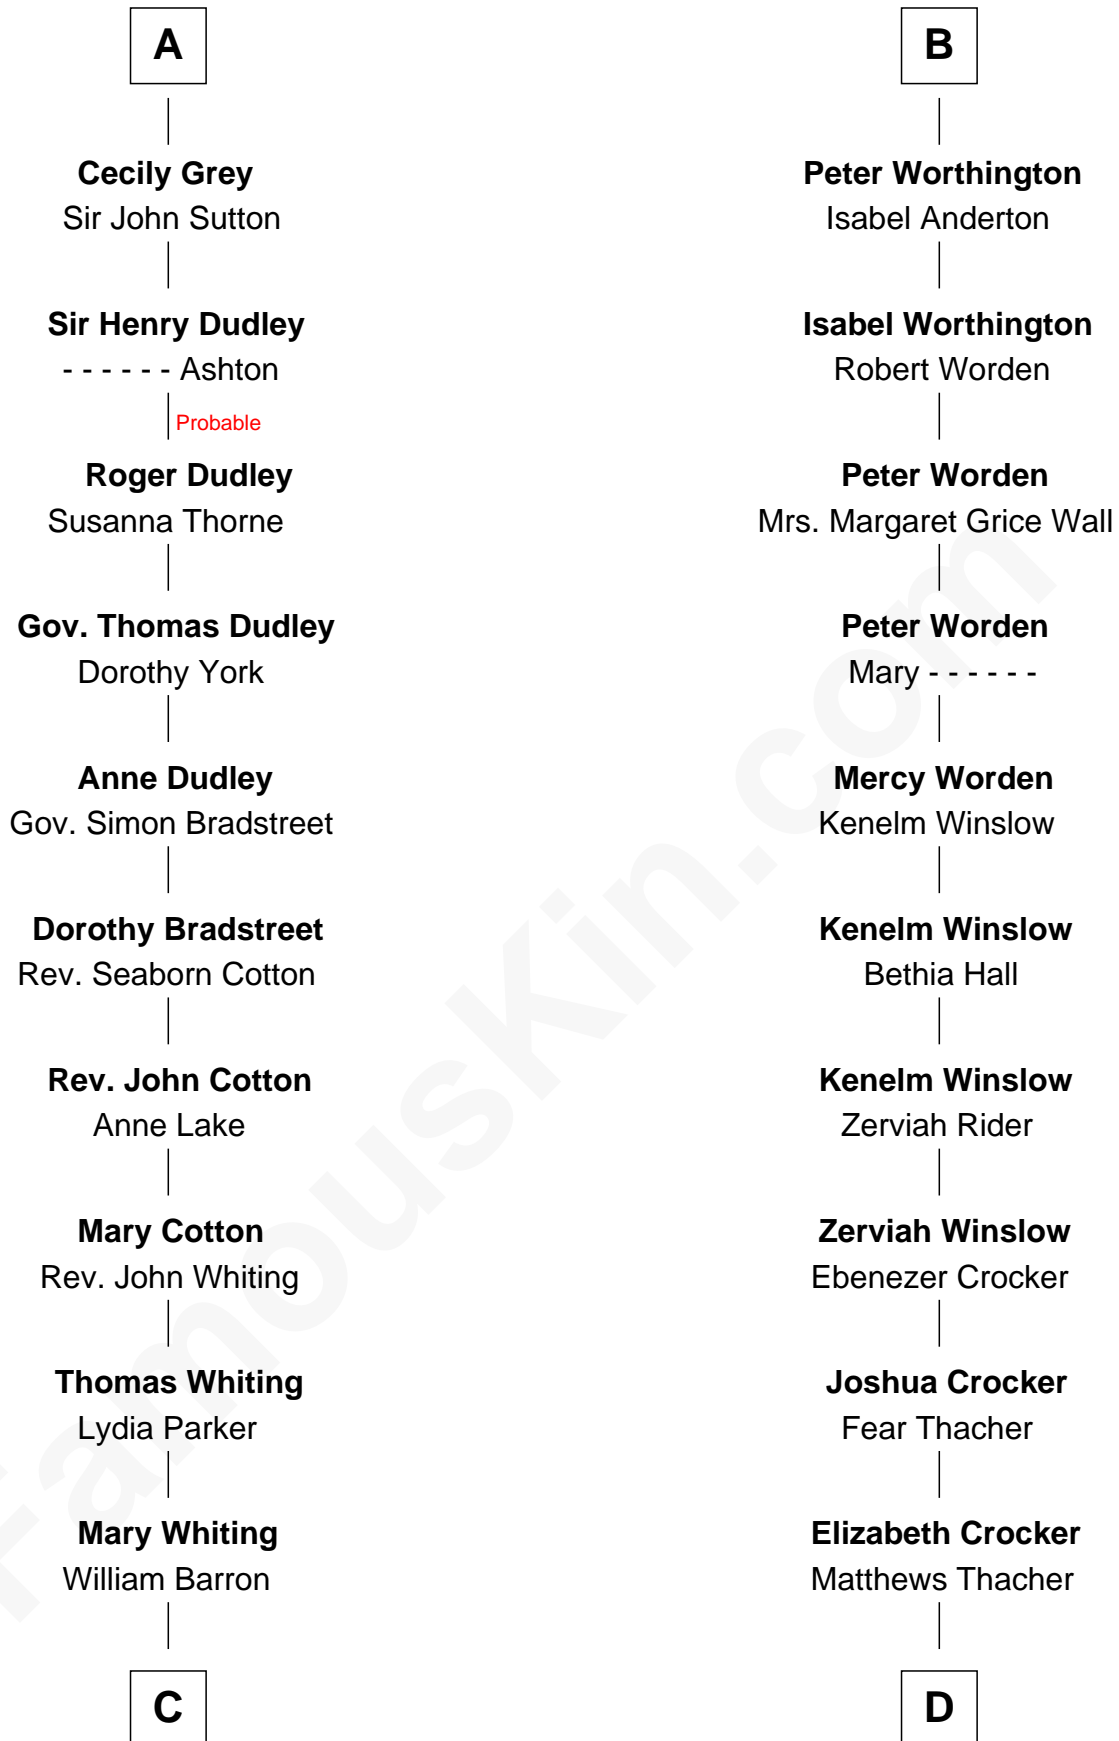 A
Cecily Grey
Sir John Sutton
Sir Henry Dudley
- - - - - - Ashton
Probable
Roger Dudley
Susanna Thorne
Gov. Thomas Dudley
Dorothy York
Anne Dudley
Gov. Simon Bradstreet
Dorothy Bradstreet
Rev. Seaborn Cotton
Rev. John Cotton
Anne Lake
Mary Cotton
Rev. John Whiting
Thomas Whiting
Lydia Parker
Mary Whiting
William Barron
C
B
Peter Worthington
Isabel Anderton
Isabel Worthington
Robert Worden
Peter Worden
Mrs. Margaret Grice Wall
Peter Worden
Mary - - - - - -
Mercy Worden
Kenelm Winslow
Kenelm Winslow
Bethia Hall
Kenelm Winslow
Zerviah Rider
Zerviah Winslow
Ebenezer Crocker
Joshua Crocker
Fear Thacher
Elizabeth Crocker
Matthews Thacher
D
FamousKin.com